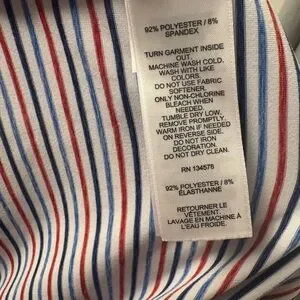 92% POLYESTER / 8%
SPANDEX
TURN GARMENT INSIDE
OUT.
MACHINE WASH COLD.
WASH WITH LIKE
COLORS.
DO NOT USE FABRIC
SOFTENER.
ONLY NON-CHLORINE
BLEACH WHEN
NEEDED.
TUMBLE DRY LOW.
REMOVE PROMPTLY.
WARM IRON IF NEEDED
ON REVERSE SIDE.
DO NOT IRON
DECORATION.
DO NOT DRY CLEAN.
RN 134578
92% POLYESTER / 8%
ÉLASTHANNE
RETOURNER LE
VÊTEMENT.
LAVAGE EN MACHINE À
L'EAU FROIDE.